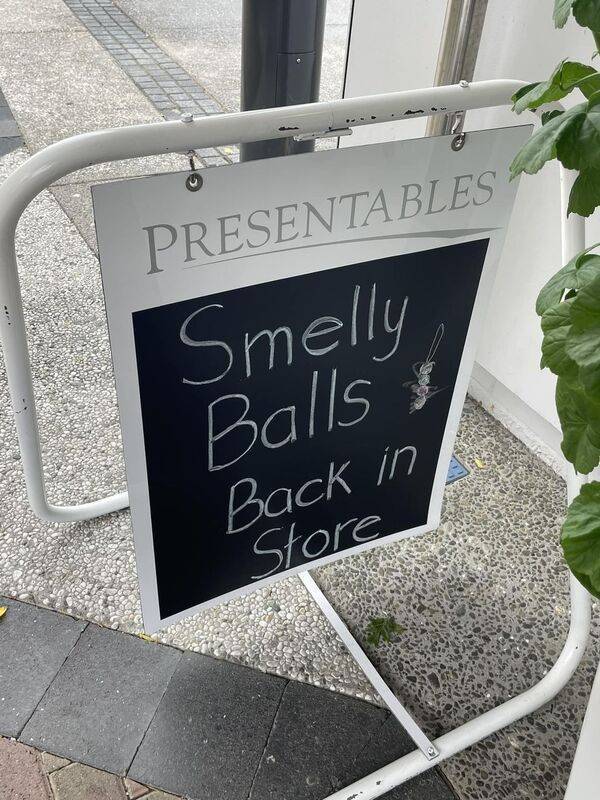 PRESENTABLES
Smelly
Balls
Back in
Store